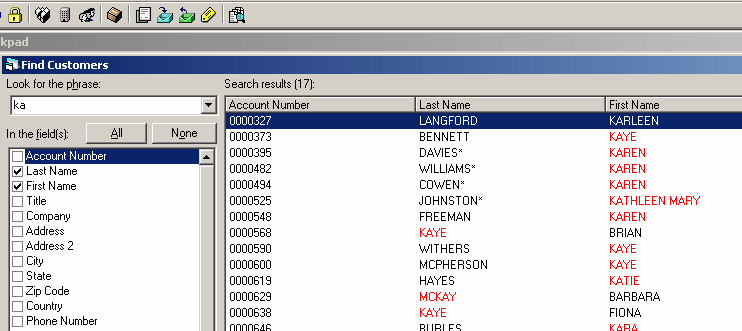 kpad
Find Customers
Look for the phrase:
ka
In the field(s):
All
None
Account Number
Last Name
First Name
Title
Company
Address
Address 2
City
State
Zip Code
Country
Phone Number
Search results (17):
Account Number Last Name First Name
0000327 LANGFORD KARLEEN
0000373 BENNETT KAYE
0000395 DAVIES* KAREN
0000482 WILLIAMS* KAREN
0000494 COWEN* KAREN
0000525 JOHNSTON* KATHLEEN MARY
0000548 FREEMAN KAREN
0000568 KAYE BRIAN
0000590 WITHERS KAYE
0000600 MCPHERSON KAYE
0000619 HAYES KATIE
0000629 MCKAY BARBARA
0000638 KAYE FIONA
0000646 BURLES KARA